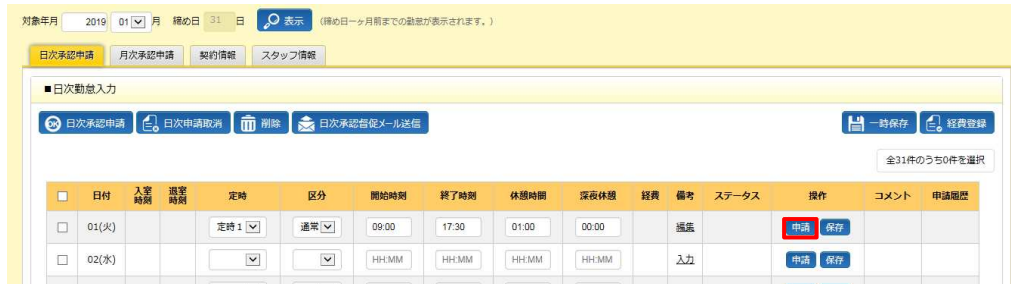 対象年月 2019 01 月 締め日 31 日 表示 (締め日一ヶ月前までの勤怠が表示されます。)
日次承認申請 月次承認申請 契約情報 スタッフ情報
■日次勤怠入力
OK 日次承認申請 日次申請取消 削除 日次承認督促メール送信 一時保存 経費登録
全31件のうち0件を選択
日付 入室時刻 退室時刻 定時 区分 開始時刻 終了時刻 休憩時間 深夜休憩 経費 備考 ステータス 操作 コメント 申請履歴
01(火) 定時1 通常 09:00 17:30 01:00 00:00 編集 申請 保存
02(水) HH:MM HH:MM HH:MM HH:MM 入力 申請 保存